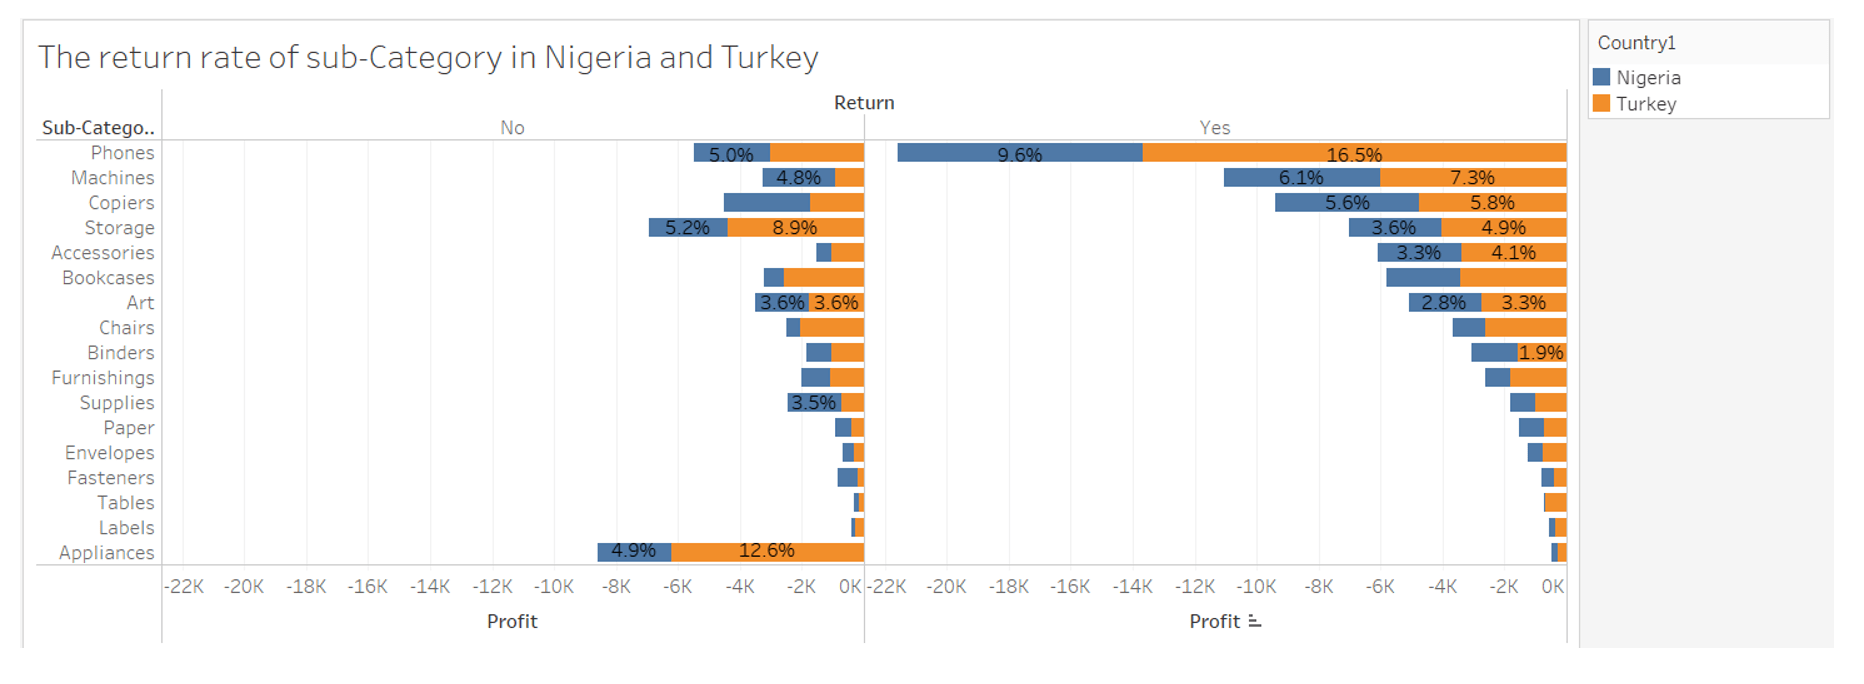 The return rate of sub-Category in Nigeria and Turkey
Country1
Nigeria
Turkey
Return
Sub-Catego.. No Yes
Phones 5.0% 9.6% 16.5%
Machines 4.8% 6.1% 7.3%
Copiers 5.6% 5.8%
Storage 5.2% 8.9% 3.6% 4.9%
Accessories 3.3% 4.1%
Bookcases
Art 3.6% 3.6% 2.8% 3.3%
Chairs
Binders 1.9%
Furnishings
Supplies 3.5%
Paper
Envelopes
Fasteners
Tables
Labels
Appliances 4.9% 12.6%
-22K -20K -18K -16K -14K -12K -10K -8K -6K -4K -2K 0K -22K -20K -18K -16K -14K -12K -10K -8K -6K -4K -2K 0K
Profit Profit